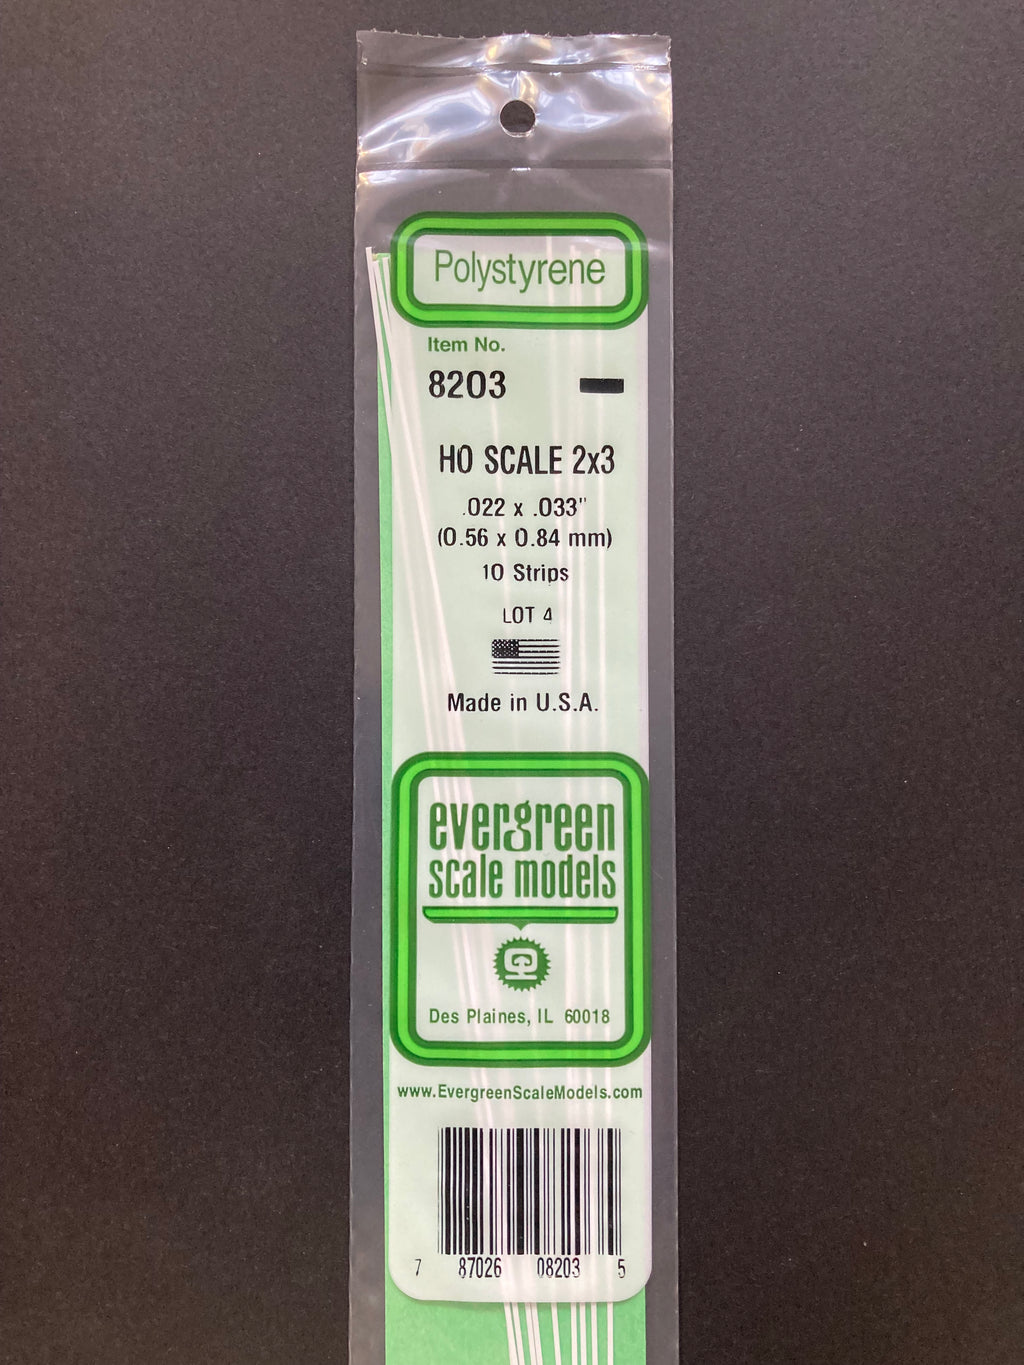 Polystyrene
Item No.
8203
HO SCALE 2x3
.022 x .033"
(0.56 x 0.84 mm)
10 Strips
LOT 4
Made in U.S.A.
evergreen
scale models
Des Plaines, IL 60018
www.EvergreenScaleModels.com
7 87026 08203 5